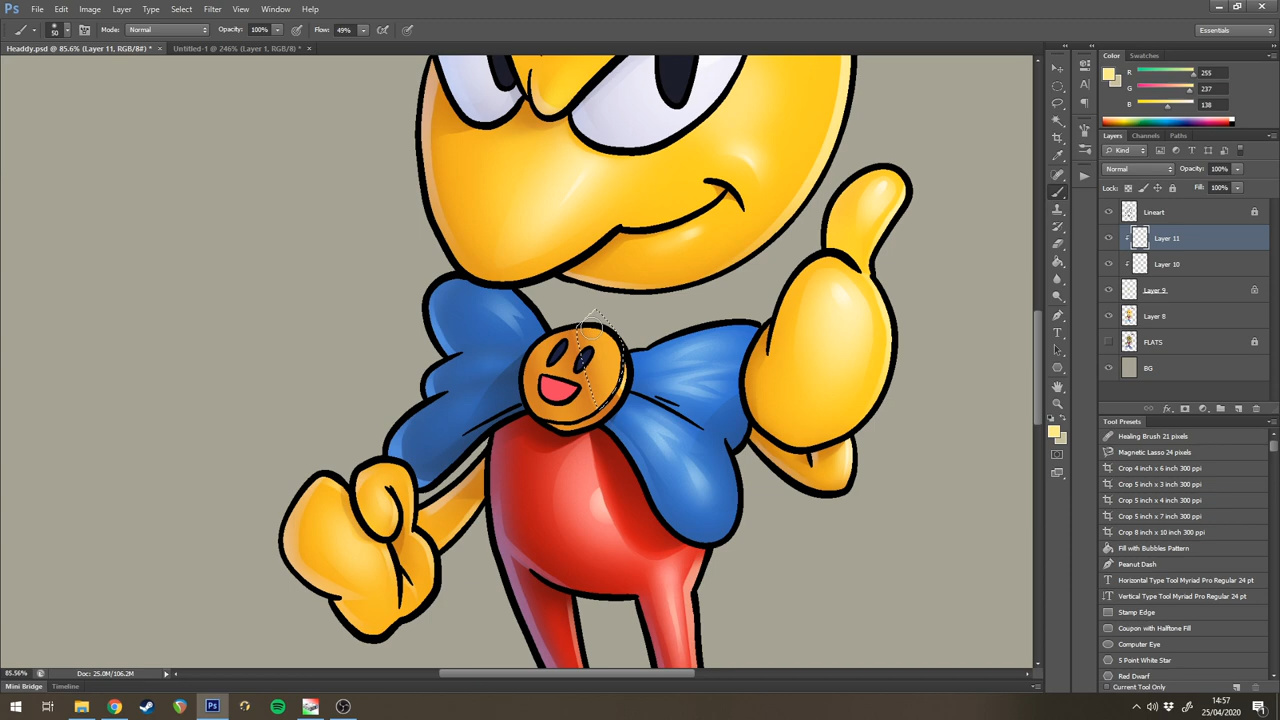 Ps File Edit Image Layer Type Select Filter View Window Help
50 Mode: Normal Opacity: 100% Flow: 49% Essentials
Headdy.psd @ 85.6% (Layer 11, RGB/8#) * × Untitled-1 @ 246% (Layer 1, RGB/8) * ×
Color Swatches
R 255
G 237
B 138
Layers Channels Paths
Kind
Normal Opacity: 100%
Lock: Fill: 100%
Lineart
Layer 11
Layer 10
Layer 9
Layer 8
FLATS
BG
Tool Presets
Healing Brush 21 pixels
Magnetic Lasso 24 pixels
Crop 4 inch x 6 inch 300 ppi
Crop 5 inch x 3 inch 300 ppi
Crop 5 inch x 4 inch 300 ppi
Crop 5 inch x 7 inch 300 ppi
Crop 8 inch x 10 inch 300 ppi
Fill with Bubbles Pattern
Peanut Dash
Horizontal Type Tool Myriad Pro Regular 24 pt
Vertical Type Tool Myriad Pro Regular 24 pt
Stamp Edge
Coupon with Halftone Fill
Computer Eye
5 Point White Star
Red Dwarf
Current Tool Only
85.56% Doc: 25.0M/106.2M
Mini Bridge Timeline
14:57
25/04/2020